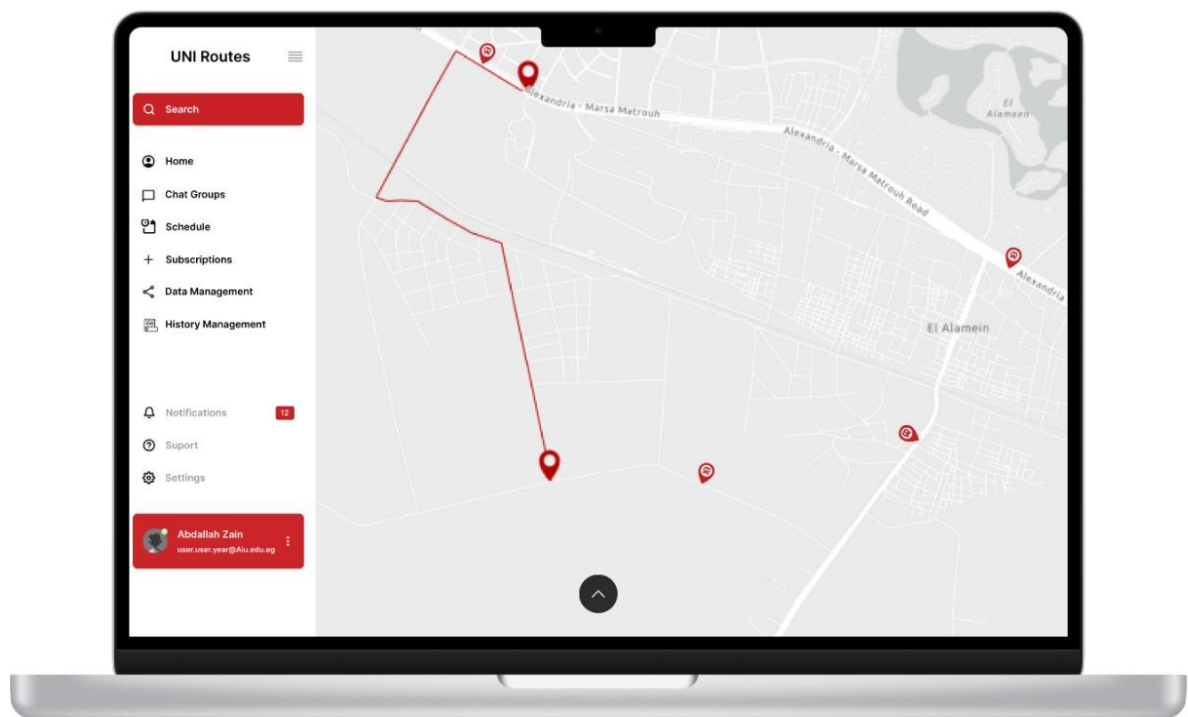 UNI Routes
Search
Home
Chat Groups
Schedule
Subscriptions
Data Management
History Management
Notifications
12
Suport
Settings
Abdallah Zain
user.user.year@Aiu.edu.eg
Alexandria - Marsa Matrouh
Alexandria - Marsa Matrouh Road
El
Alameen
Alexandria
El Alamein